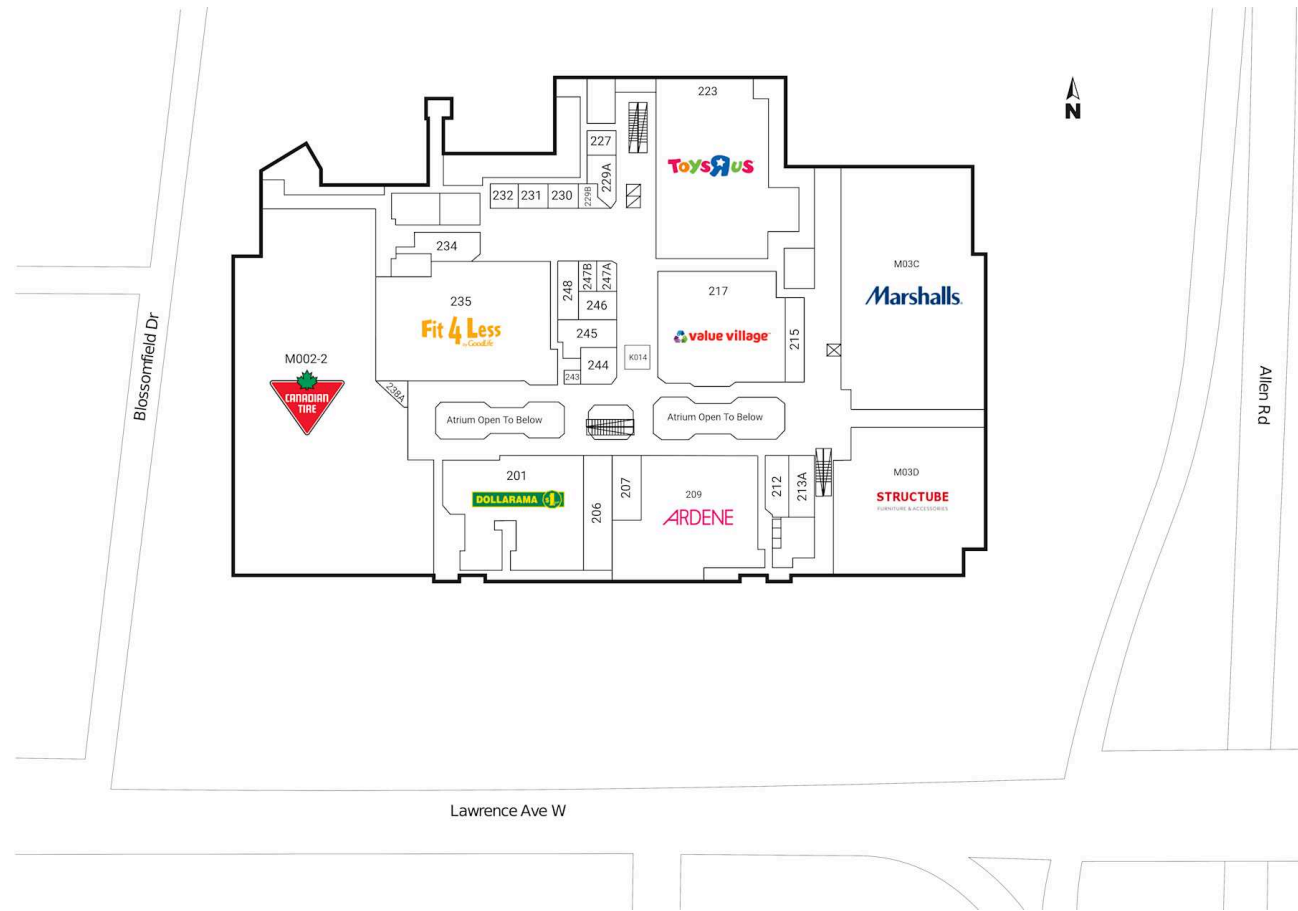 223
N
227
TOYSRUS
229A
232
231
230
229B
234
M03C
247B
247A
248
217
Marshalls.
235
246
Fit 4 Less
by GoodLife
245
value village
215
Blossomfield Dr
M002-2
244
K014
CANADIAN
TIRE
243
238A
Allen Rd
Atrium Open To Below
Atrium Open To Below
201
M03D
212
213A
207
DOLLARAMA
209
STRUCTUBE
FURNITURE & ACCESSORIES
206
ARDENE
Lawrence Ave W